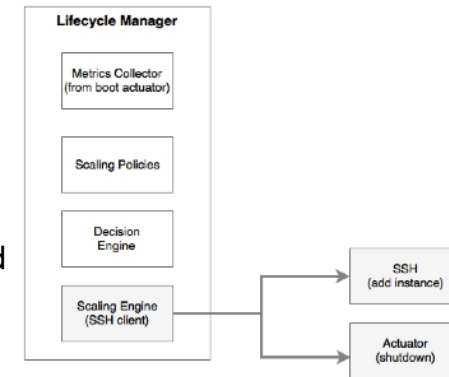 Lifecycle Manager
Metrics Collector
(from boot actuator)
Scaling Policies
Decision
Engine
Scaling Engine
(SSH client)
SSH
(add instance)
Actuator
(shutdown)